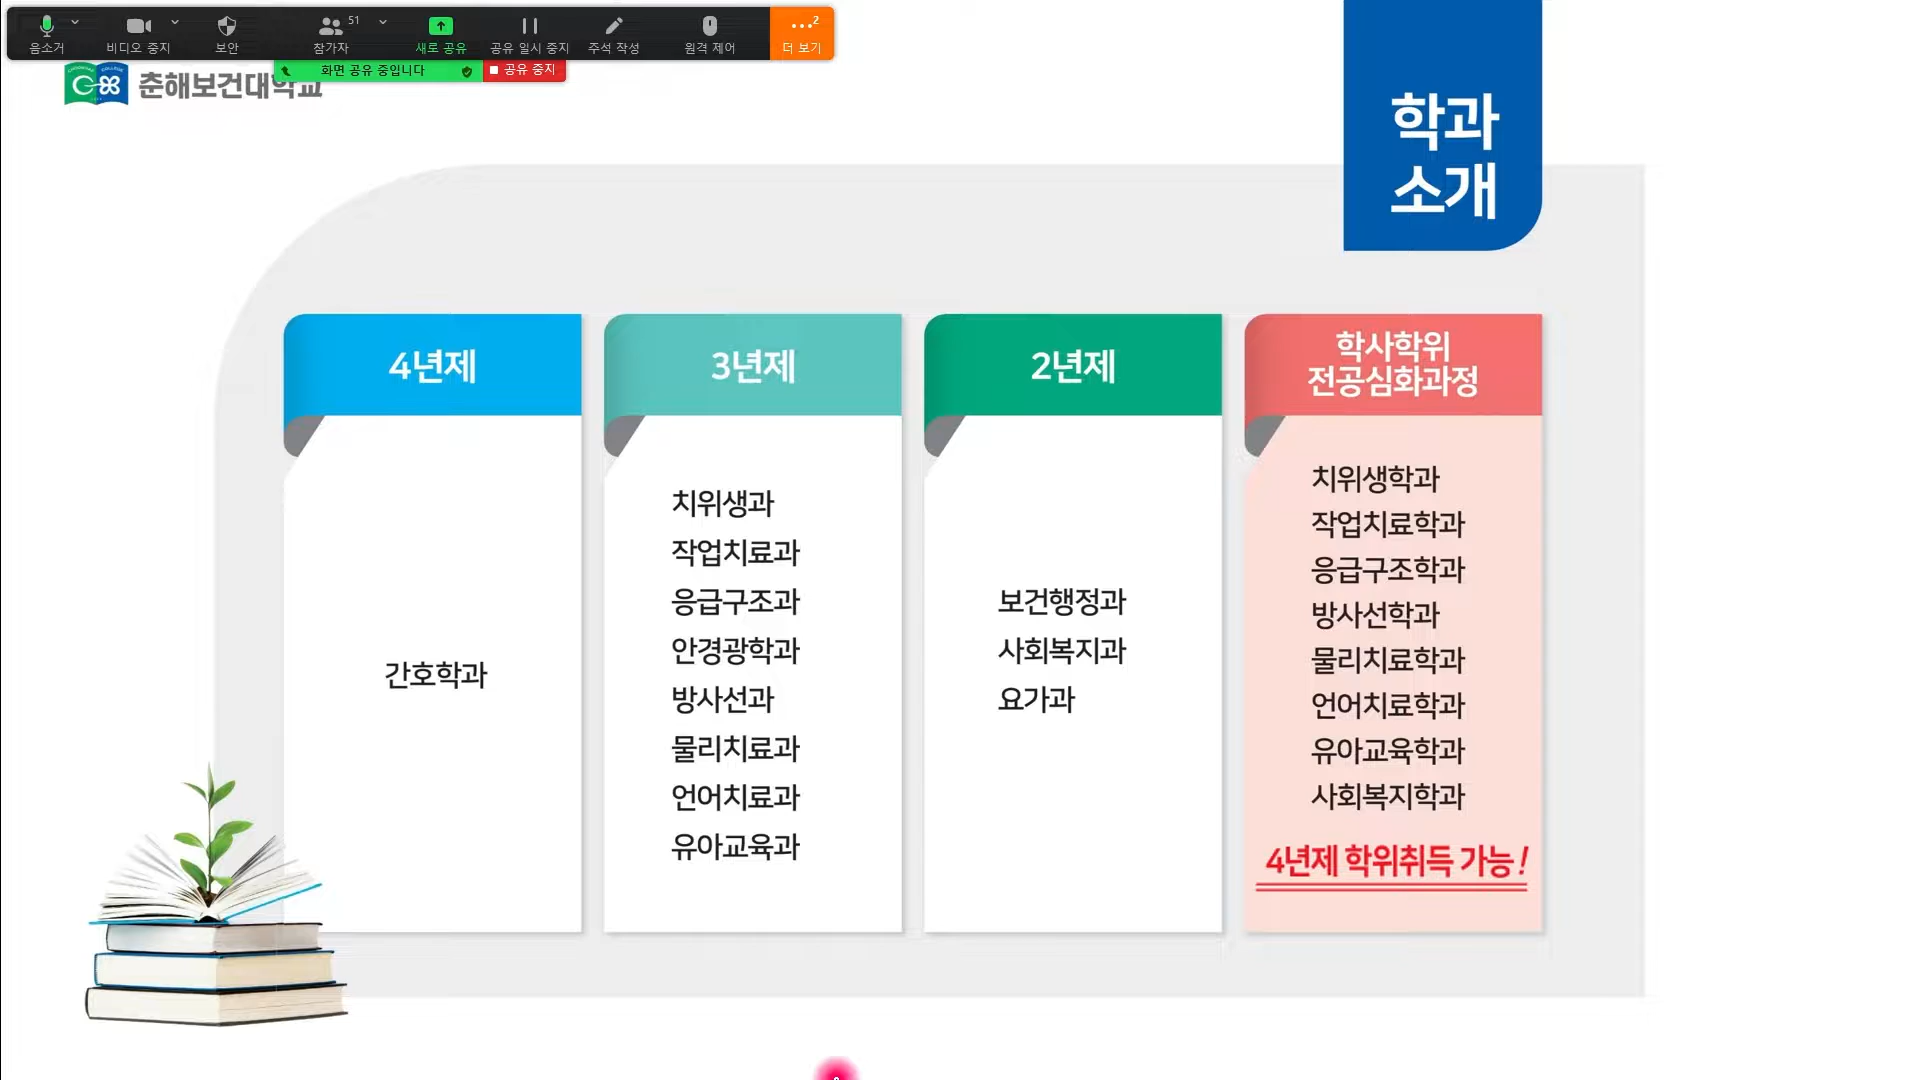 음소거
비디오 중지
보안
참가자
51
새로 공유
공유 일시 중지
주석 작성
원격 제어
더 보기
2
화면 공유 중입니다
공유 중지
춘해보건대학교
학과
소개
4년제
간호학과
3년제
치위생과
작업치료과
응급구조과
안경광학과
방사선과
물리치료과
언어치료과
유아교육과
2년제
보건행정과
사회복지과
요가과
학사학위
전공심화과정
치위생학과
작업치료학과
응급구조학과
방사선학과
물리치료학과
언어치료학과
유아교육학과
사회복지학과
4년제 학위취득 가능!